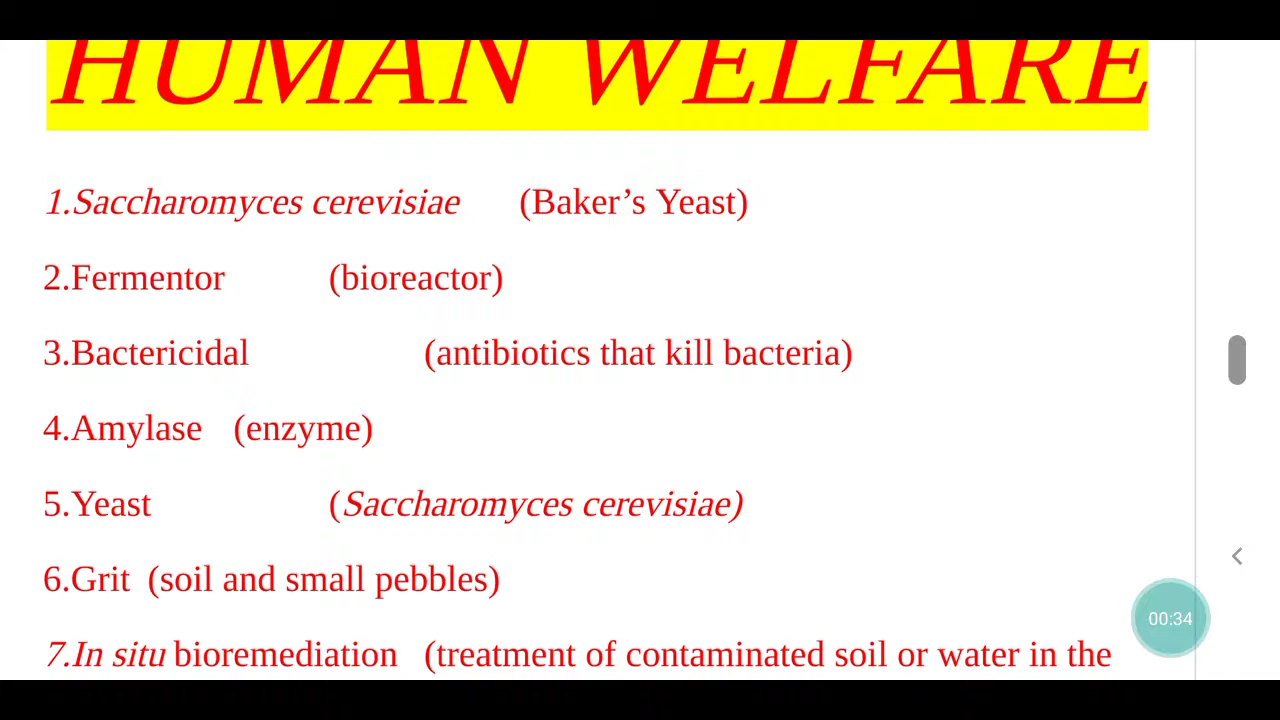 HUMAN WELFARE
1.Saccharomyces cerevisiae (Baker’s Yeast)
2.Fermentor (bioreactor)
3.Bactericidal (antibiotics that kill bacteria)
4.Amylase (enzyme)
5.Yeast (Saccharomyces cerevisiae)
6.Grit (soil and small pebbles)
7.In situ bioremediation (treatment of contaminated soil or water in the
00:34